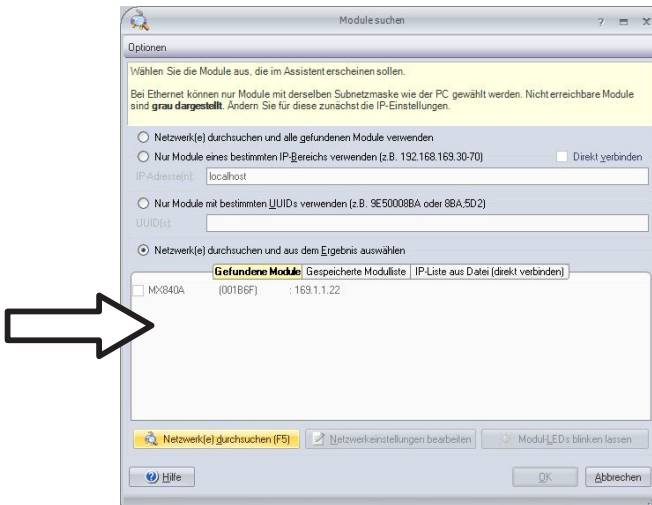 Module suchen
Optionen
Wählen Sie die Module aus, die im Assistent erscheinen sollen.
Bei Ethernet können nur Module mit derselben Subnetzmaske wie der PC gewählt werden. Nicht erreichbare Module
sind grau dargestellt. Ändern Sie für diese zunächst die IP-Einstellungen.
Netzwerk(e) durchsuchen und alle gefundenen Module verwenden
Nur Module eines bestimmten IP-Bereichs verwenden (z.B. 192.168.169.30-70) Direkt verbinden
IP-Adresse(n): localhost
Nur Module mit bestimmten UUIDs verwenden (z.B. 9E50008BA oder 8BA;5D2)
UUID(s):
Netzwerk(e) durchsuchen und aus dem Ergebnis auswählen
Gefundene Module Gespeicherte Modulliste IP-Liste aus Datei (direkt verbinden)
MX840A (001B6F) : 169.1.1.22
Netzwerk(e) durchsuchen (F5) Netzwerkeinstellungen bearbeiten Modul-LEDs blinken lassen
Hilfe OK Abbrechen